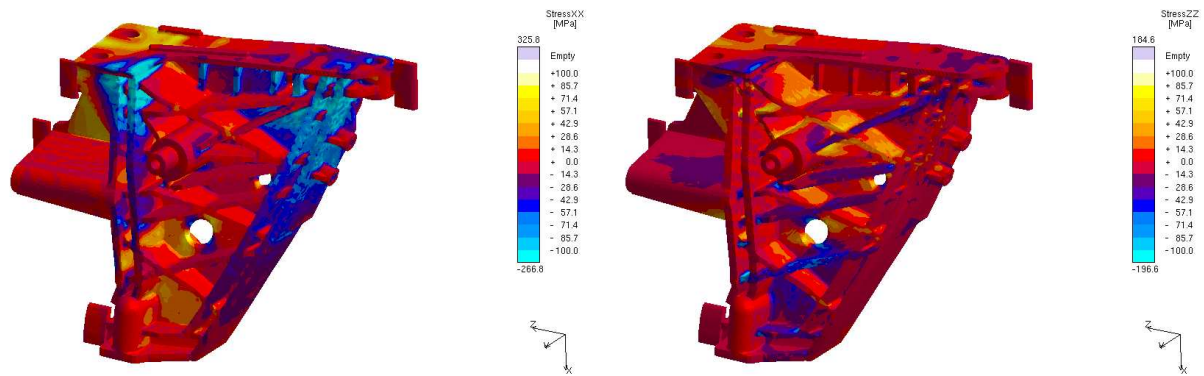 StressXX
[MPa]
325.8
Empty
+100.0
+ 85.7
+ 71.4
+ 57.1
+ 42.9
+ 28.6
+ 14.3
+ 0.0
- 14.3
- 28.6
- 42.9
- 57.1
- 71.4
- 85.7
-100.0
-266.8
Z
Y
X
StressZZ
[MPa]
184.6
Empty
+100.0
+ 85.7
+ 71.4
+ 57.1
+ 42.9
+ 28.6
+ 14.3
+ 0.0
- 14.3
- 28.6
- 42.9
- 57.1
- 71.4
- 85.7
-100.0
-196.6
Z
Y
X